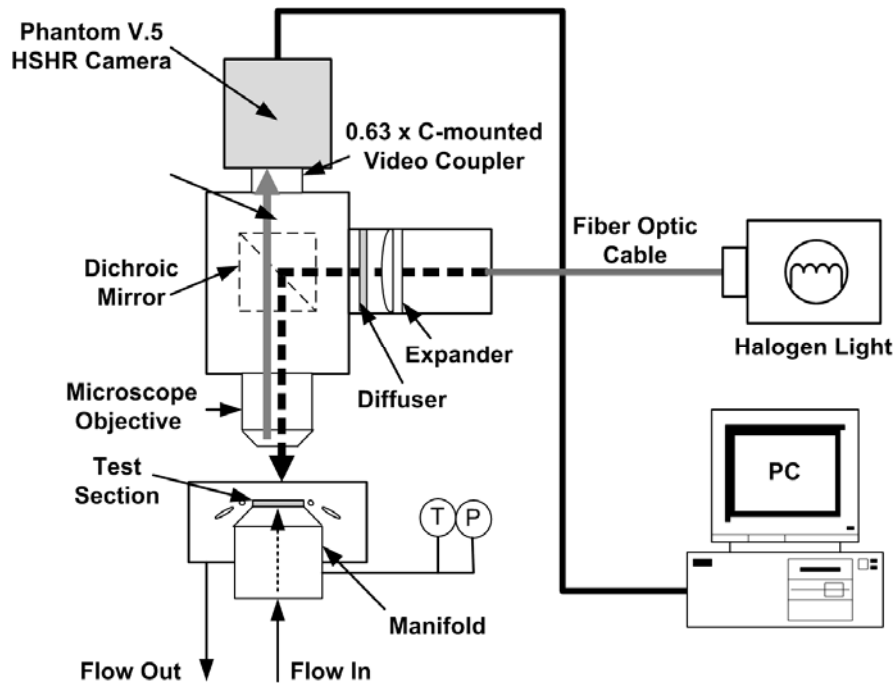 Phantom V.5
HSHR Camera
0.63 x C-mounted
Video Coupler
Fiber Optic
Cable
Dichroic
Mirror
Expander
Halogen Light
Microscope
Objective
Diffuser
Test
Section
PC
T P
Manifold
Flow Out Flow In